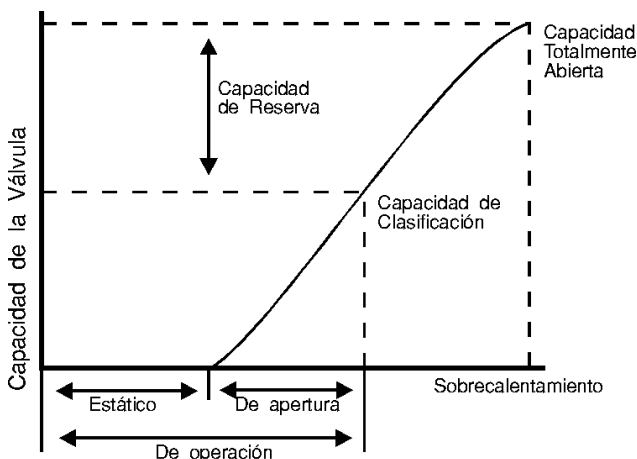 Capacidad
Totalmente
Abierta
Capacidad
de Reserva
Capacidad de la Válvula
Capacidad de
Clasificación
Sobrecalentamiento
Estático
De apertura
De operación